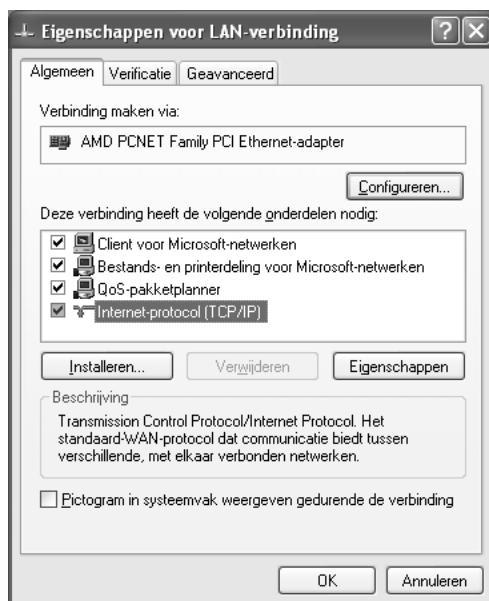 Eigenschappen voor LAN-verbinding
Algemeen Verificatie Geavanceerd
Verbinding maken via:
AMD PCNET Family PCI Ethernet-adapter
Configureren...
Deze verbinding heeft de volgende onderdelen nodig:
Client voor Microsoft-netwerken
Bestands- en printerdeling voor Microsoft-netwerken
QoS-pakketplanner
Internet-protocol (TCP/IP)
Installeren... Verwijderen Eigenschappen
Beschrijving
Transmission Control Protocol/Internet Protocol. Het
standaard-WAN-protocol dat communicatie biedt tussen
verschillende, met elkaar verbonden netwerken.
Pictogram in systeemvak weergeven gedurende de verbinding
OK Annuleren